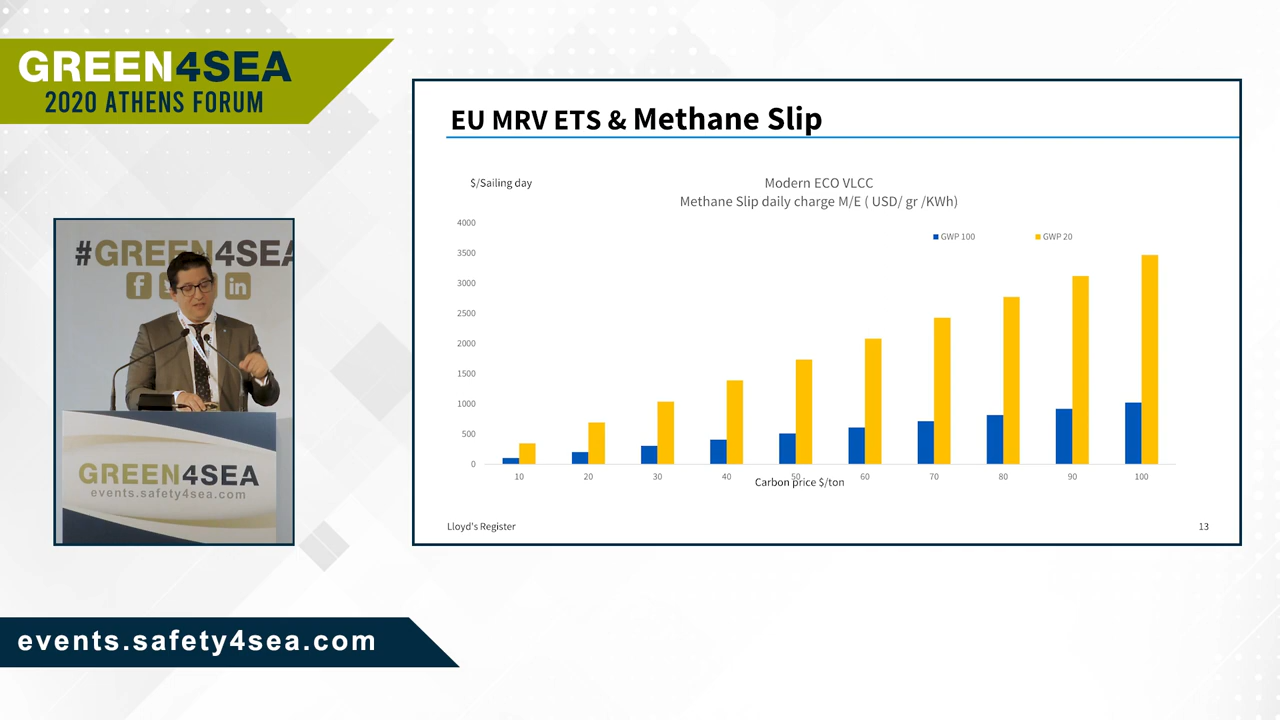 GREEN4SEA
2020 ATHENS FORUM
#GREEN4SEA
in
GREEN4SEA
events.safety4sea.com
EU MRV ETS & Methane Slip
$/Sailing day
Modern ECO VLCC
Methane Slip daily charge M/E ( USD/ gr /KWh)
GWP 100 GWP 20
4000
3500
3000
2500
2000
1500
1000
500
0
10 20 30 40 50 60 70 80 90 100
Carbon price $/ton
Lloyd's Register 13
events.safety4sea.com